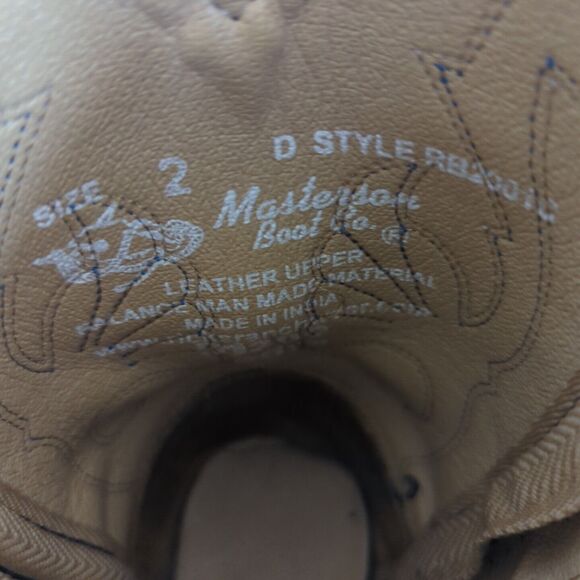 SIZE 2 D STYLE
Masterson
Boot Co.®
LEATHER UPPER
BALANCE MAN MADE MATERIAL
MADE IN INDIA